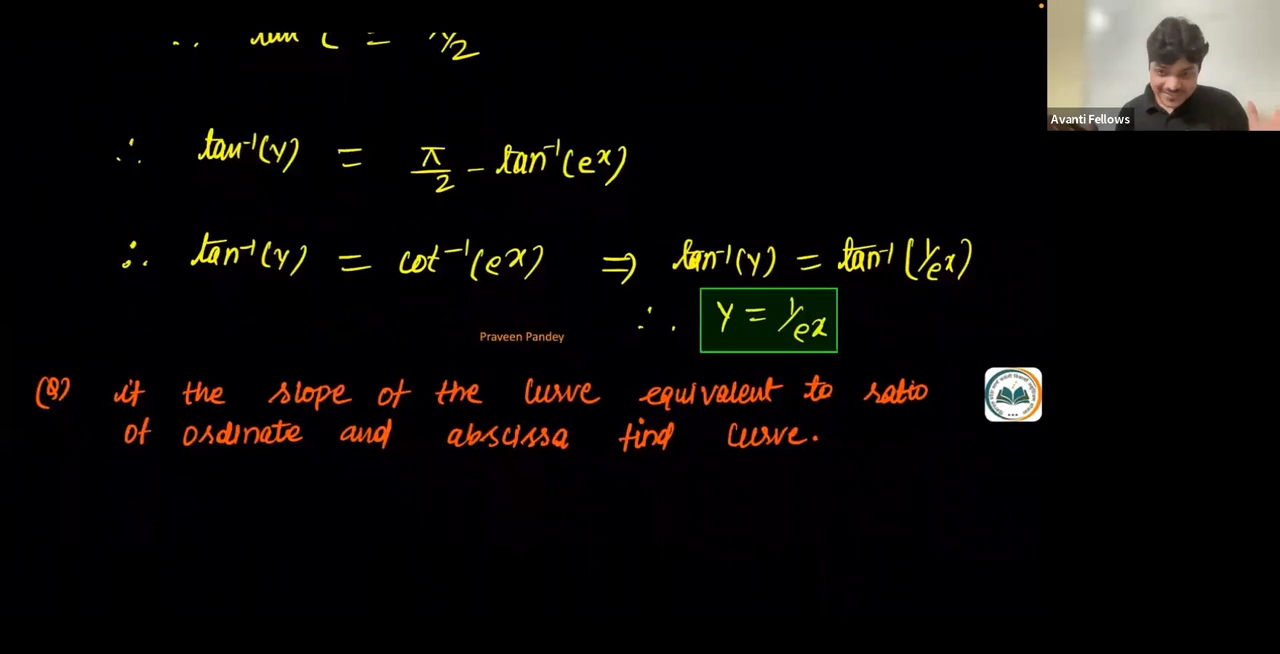 Avanti Fellows
∴ tan⁻¹(y) = π/2 - tan⁻¹(eˣ)
∴ tan⁻¹(y) = cot⁻¹(eˣ) ⇒ tan⁻¹(y) = tan⁻¹(1/eˣ)
∴ y = 1/eˣ
Praveen Pandey
(Q) if the slope of the curve equivalent to ratio
of ordinate and abscissa find curve.